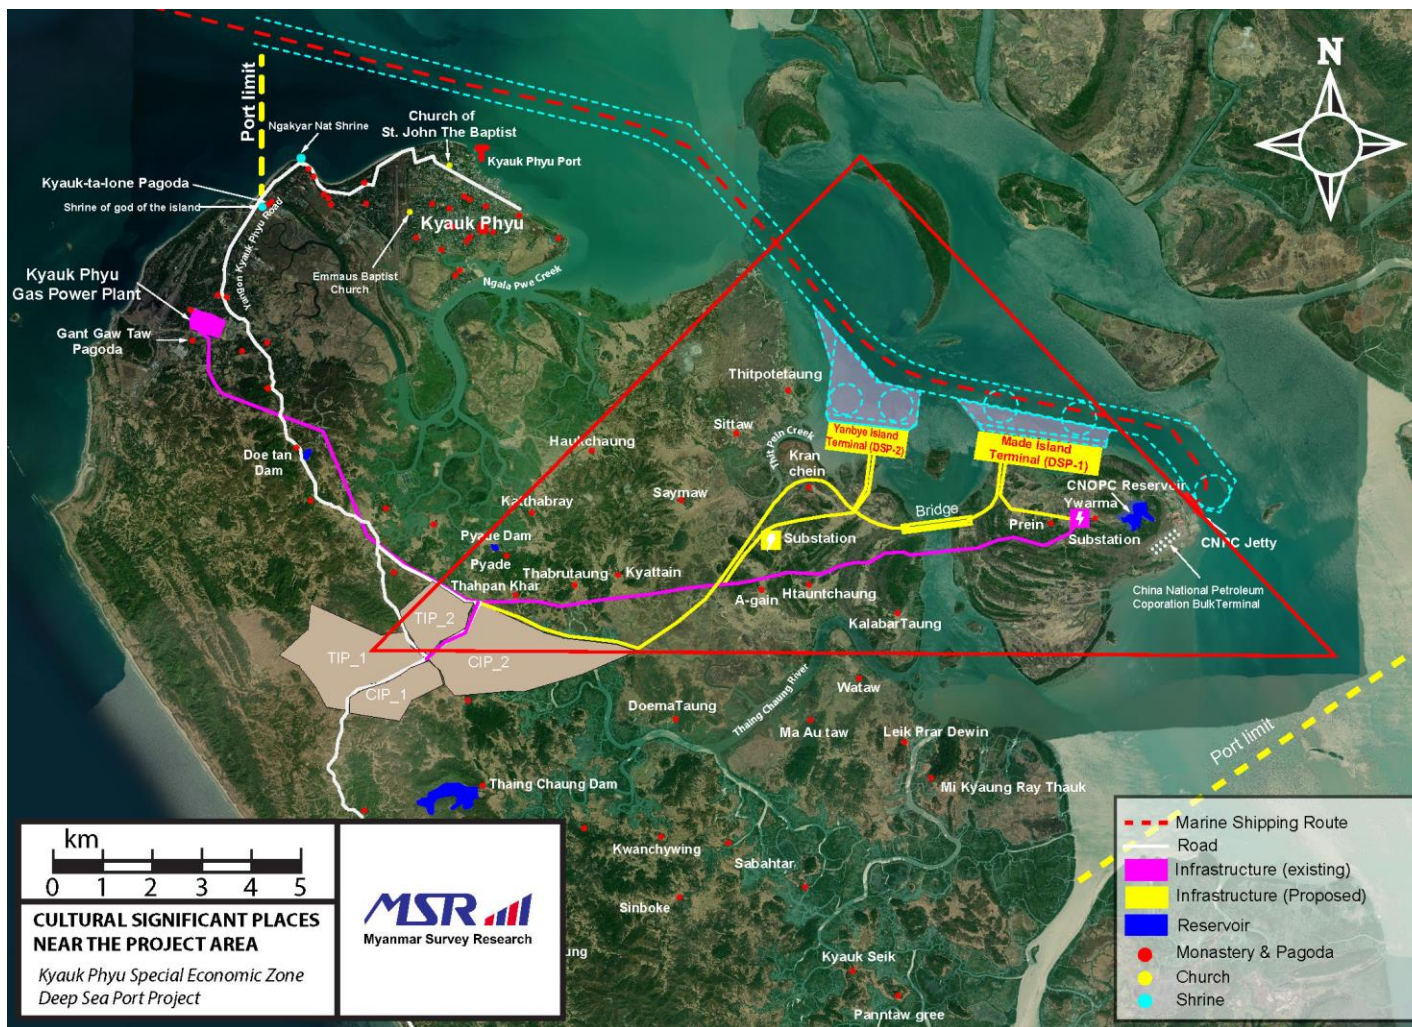 N
Port limit
Ngakyar Nat Shrine
Church of
St. John The Baptist
Kyauk Phyu Port
Kyauk-ta-lone Pagoda
Shrine of god of the island
Yangon Kyauk Phyu Road
Kyauk Phyu
Emmaus Baptist
Church
Ngala Pwe Creek
Kyauk Phyu
Gas Power Plant
Gant Gaw Taw
Pagoda
Thitpotetaung
Sittaw
Thit Pein Creek
Haukchaung
Kran
chein
Yanbye Island
Terminal (DSP-2)
Made Island
Terminal (DSP-1)
Doe tan
Dam
Katthabray
Saymaw
CNOPC Reservoir
Ywarma
Bridge
Prein
Substation
Substation
CNPC Jetty
Pyade Dam
Pyade
Thahpan Khar
Thabrutaung
Kyattain
A-gain
Htauntchaung
China National Petroleum
Coporation BulkTerminal
KalabarTaung
TIP_2
TIP_1
CIP_2
CIP_1
Thaing Chaung River
Wataw
DoemaTaung
Ma Au taw
Leik Prar Dewin
Port limit
Thaing Chaung Dam
Mi Kyaung Ray Thauk
Kwanchywing
Sabahtar
Sinboke
ung
Kyauk Seik
Panntaw gree
km
0 1 2 3 4 5
CULTURAL SIGNIFICANT PLACES
NEAR THE PROJECT AREA
Kyauk Phyu Special Economic Zone
Deep Sea Port Project
MSR
Myanmar Survey Research
Marine Shipping Route
Road
Infrastructure (existing)
Infrastructure (Proposed)
Reservoir
Monastery & Pagoda
Church
Shrine